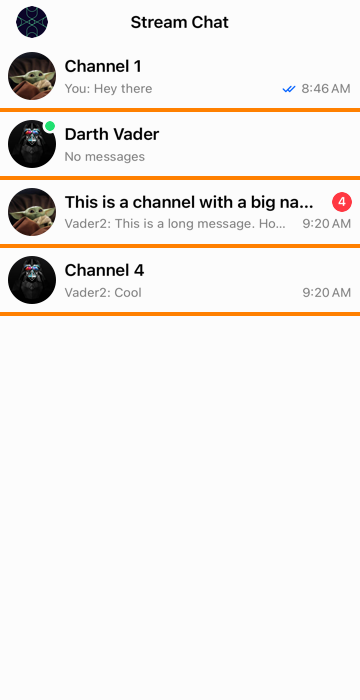 Stream Chat
Channel 1
You: Hey there 8:46 AM
Darth Vader
No messages
This is a channel with a big na... 4
Vader2: This is a long message. Ho... 9:20 AM
Channel 4
Vader2: Cool 9:20 AM